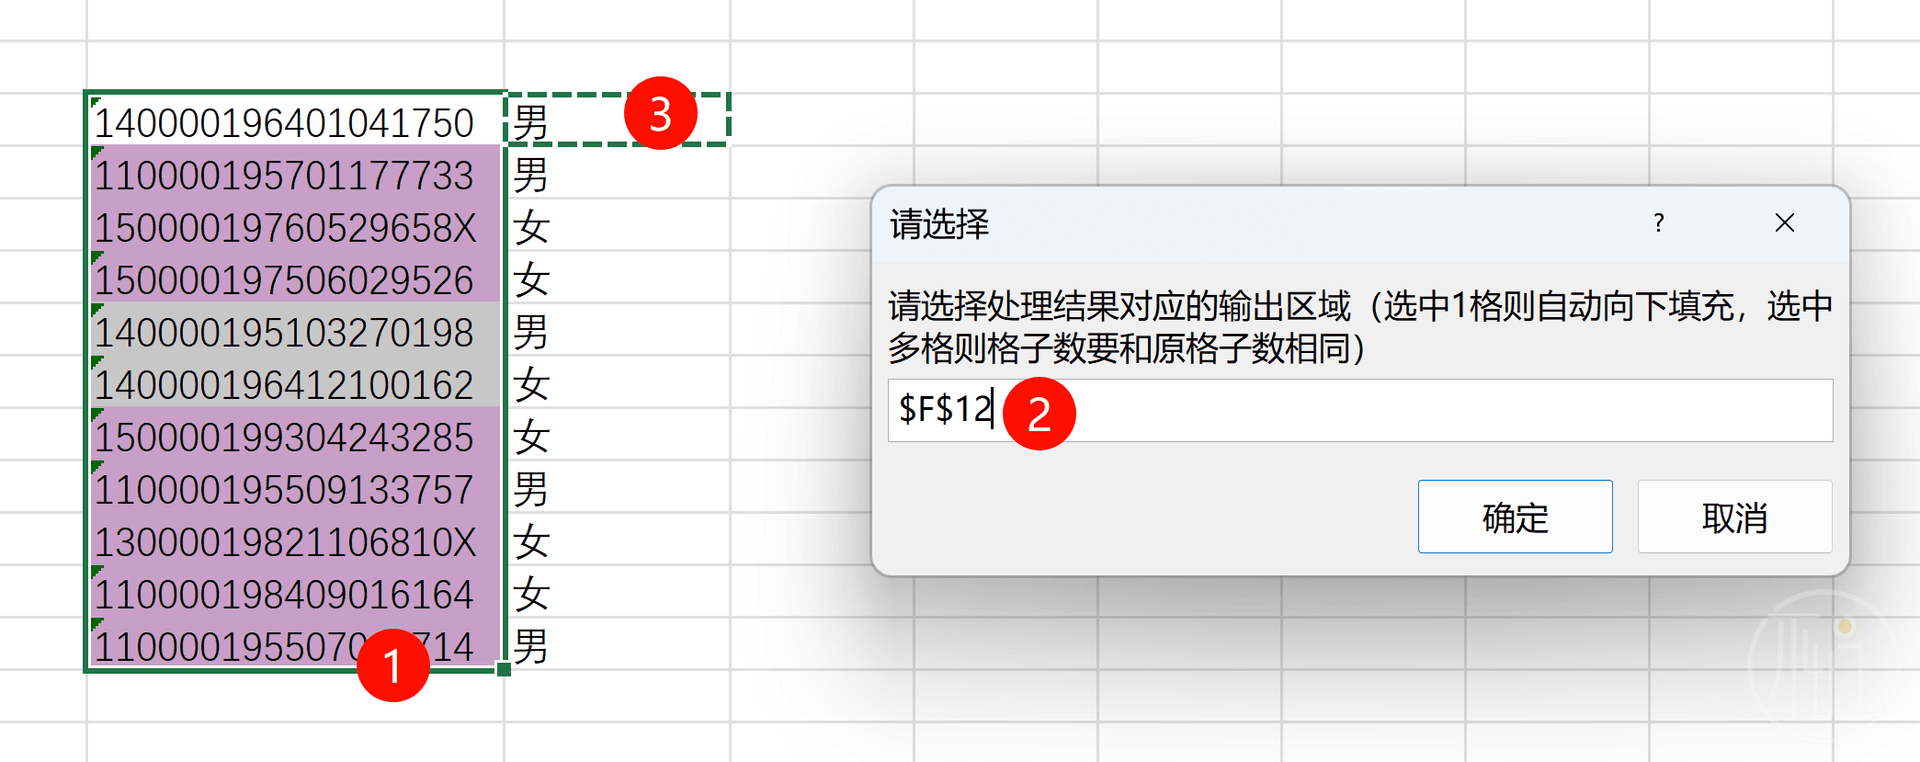 140000196401041750 男 3
110000195701177733 男
15000019760529658X 女
150000197506029526 女
140000195103270198 男
140000196412100162 女
150000199304243285 女
110000195509133757 男
13000019821106810X 女
110000198409016164 女
1100001955070 714 男
1
请选择 ?
请选择处理结果对应的输出区域（选中1格则自动向下填充，选中
多格则格子数要和原格子数相同）
$F$12 2
确定 取消